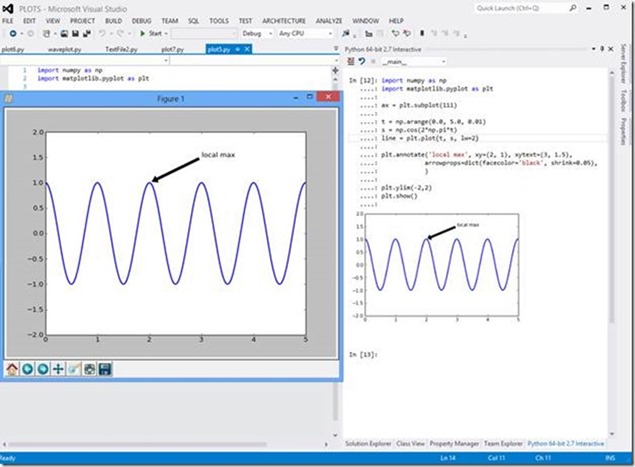 PLOTS - Microsoft Visual Studio
Quick Launch (Ctrl+Q)
FILE EDIT VIEW PROJECT BUILD DEBUG TEAM SQL TOOLS TEST ARCHITECTURE ANALYZE WINDOW HELP
Start Debug Any CPU
plot6.py waveplot.py TestFile2.py plot7.py plot5.py
1 import numpy as np
2 import matplotlib.pyplot as plt
3
Figure 1
2.0
1.5
1.0
0.5
0.0
−0.5
−1.0
−1.5
−2.0
0 1 2 3 4 5
local max
Python 64-bit 2.7 Interactive
__main__
In [12]: import numpy as np
....: import matplotlib.pyplot as plt
....:
....: ax = plt.subplot(111)
....:
....: t = np.arange(0.0, 5.0, 0.01)
....: s = np.cos(2*np.pi*t)
....: line = plt.plot(t, s, lw=2)
....:
....: plt.annotate('local max', xy=(2, 1), xytext=(3, 1.5),
....: arrowprops=dict(facecolor='black', shrink=0.05),
....: )
....:
....: plt.ylim(-2,2)
....: plt.show()
....:
2.0
1.5
1.0
0.5
0.0
−0.5
−1.0
−1.5
−2.0
0 1 2 3 4 5
local max
In [13]:
Server Explorer
Toolbox
Properties
Solution Explorer Class View Property Manager Team Explorer Python 64-bit 2.7 Interactive
Ready
Ln 14 Col 11 Ch 11 INS